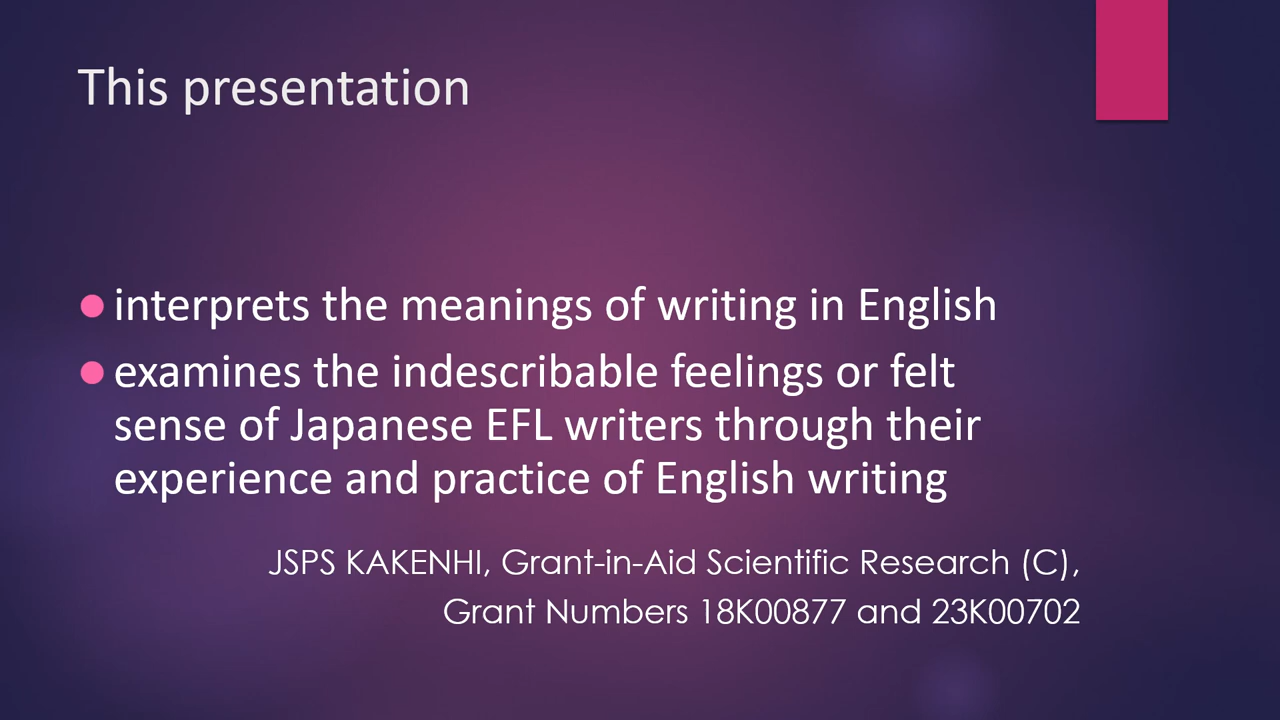 This presentation
interprets the meanings of writing in English
examines the indescribable feelings or felt
sense of Japanese EFL writers through their
experience and practice of English writing
JSPS KAKENHI, Grant-in-Aid Scientific Research (C),
Grant Numbers 18K00877 and 23K00702